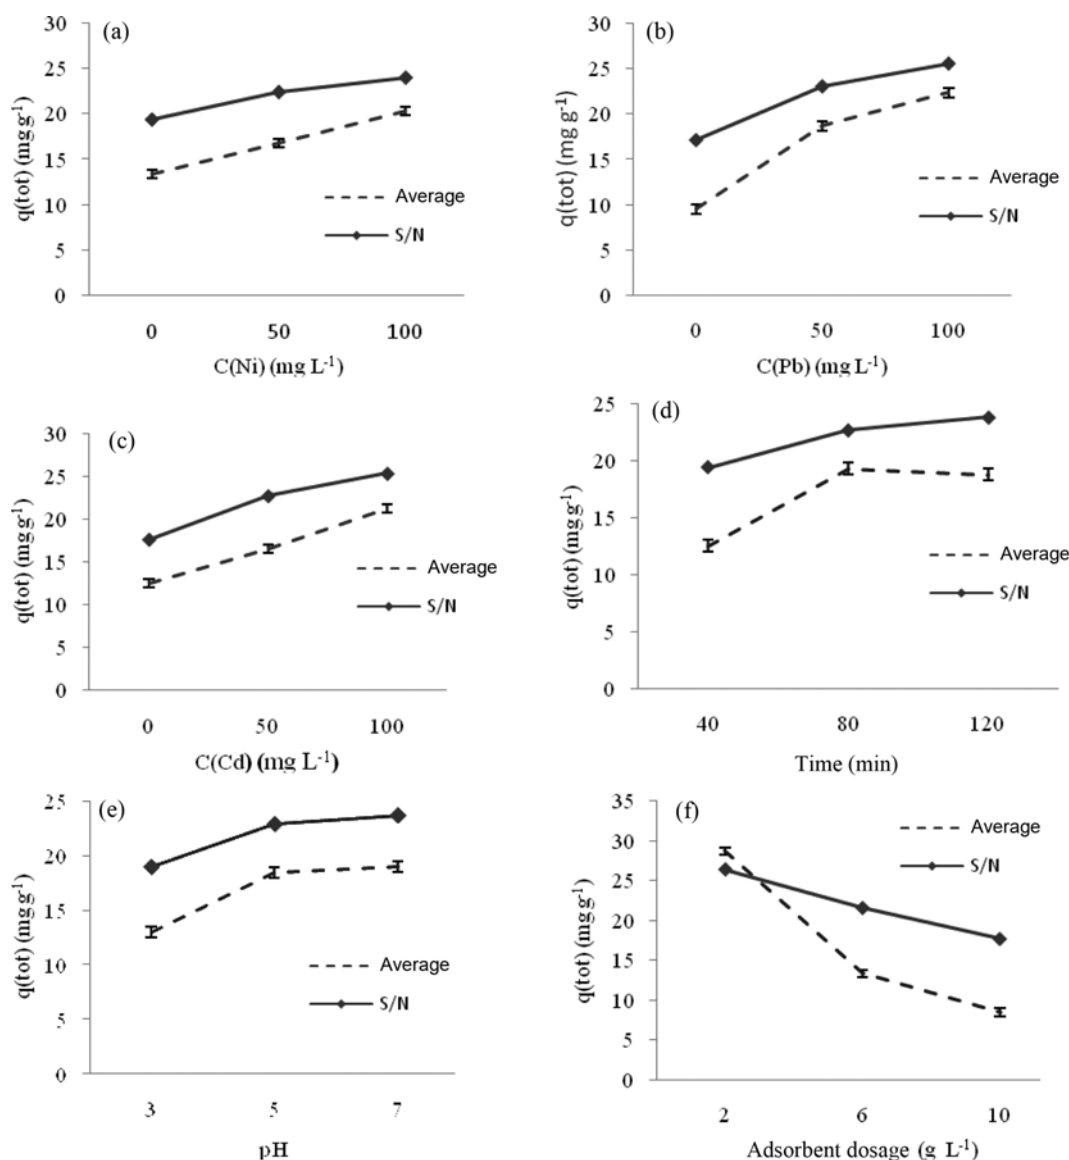 (a)
30
25
20
15
10
5
0
q(tot) (mg g-1)
Average
S/N
0 50 100
C(Ni) (mg L-1)
(b)
30
25
20
15
10
5
0
q(tot) (mg g-1)
Average
S/N
0 50 100
C(Pb) (mg L-1)
(c)
30
25
20
15
10
5
0
q(tot) (mg g-1)
Average
S/N
0 50 100
C(Cd) (mg L-1)
(d)
25
20
15
10
5
0
q(tot) (mg g-1)
Average
S/N
40 80 120
Time (min)
(e)
25
20
15
10
5
0
q(tot) (mg g-1)
Average
S/N
3 5 7
pH
(f)
35
30
25
20
15
10
5
0
q(tot) (mg g-1)
Average
S/N
2 6 10
Adsorbent dosage (g L-1)